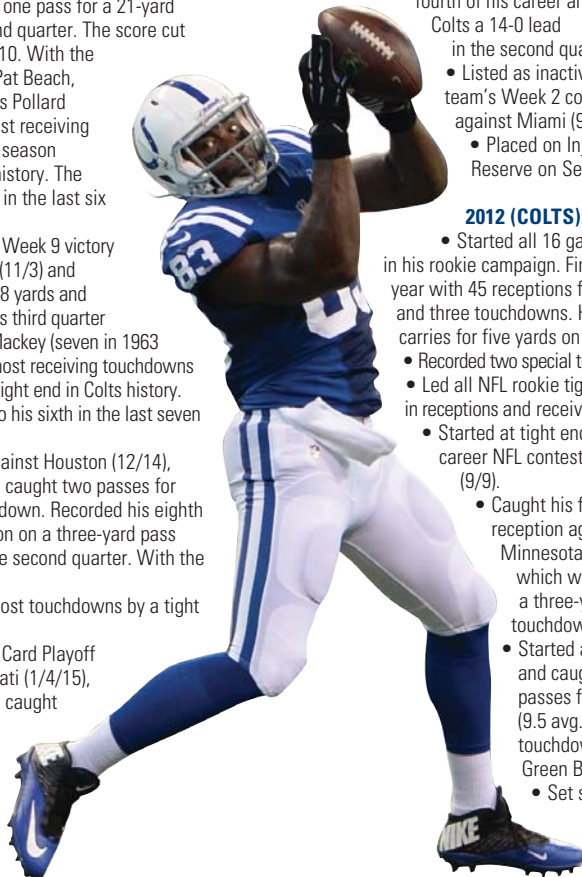 one pass for a 21-yard
nd quarter. The score cut
10. With the
Pat Beach,
s Pollard
st receiving
season
history. The
in the last six
Week 9 victory
(11/3) and
8 yards and
s third quarter
Mackey (seven in 1963
most receiving touchdowns
tight end in Colts history.
o his sixth in the last seven
ainst Houston (12/14),
caught two passes for
down. Recorded his eighth
on on a three-yard pass
e second quarter. With the
ost touchdowns by a tight
Card Playoff
ati (1/4/15),
caught
83
NIKE
fourth of his career an
Colts a 14-0 lead
in the second qua
• Listed as inactiv
team's Week 2 co
against Miami (9
• Placed on Inj
Reserve on Se
2012 (COLTS):
• Started all 16 ga
in his rookie campaign. Fin
year with 45 receptions f
and three touchdowns. H
carries for five yards on
• Recorded two special t
• Led all NFL rookie tig
in receptions and receiv
• Started at tight end
career NFL contest
(9/9).
• Caught his f
reception ag
Minnesota
which w
a three-y
touchdow
• Started a
and caug
passes f
(9.5 avg.
touchdow
Green B
• Set s